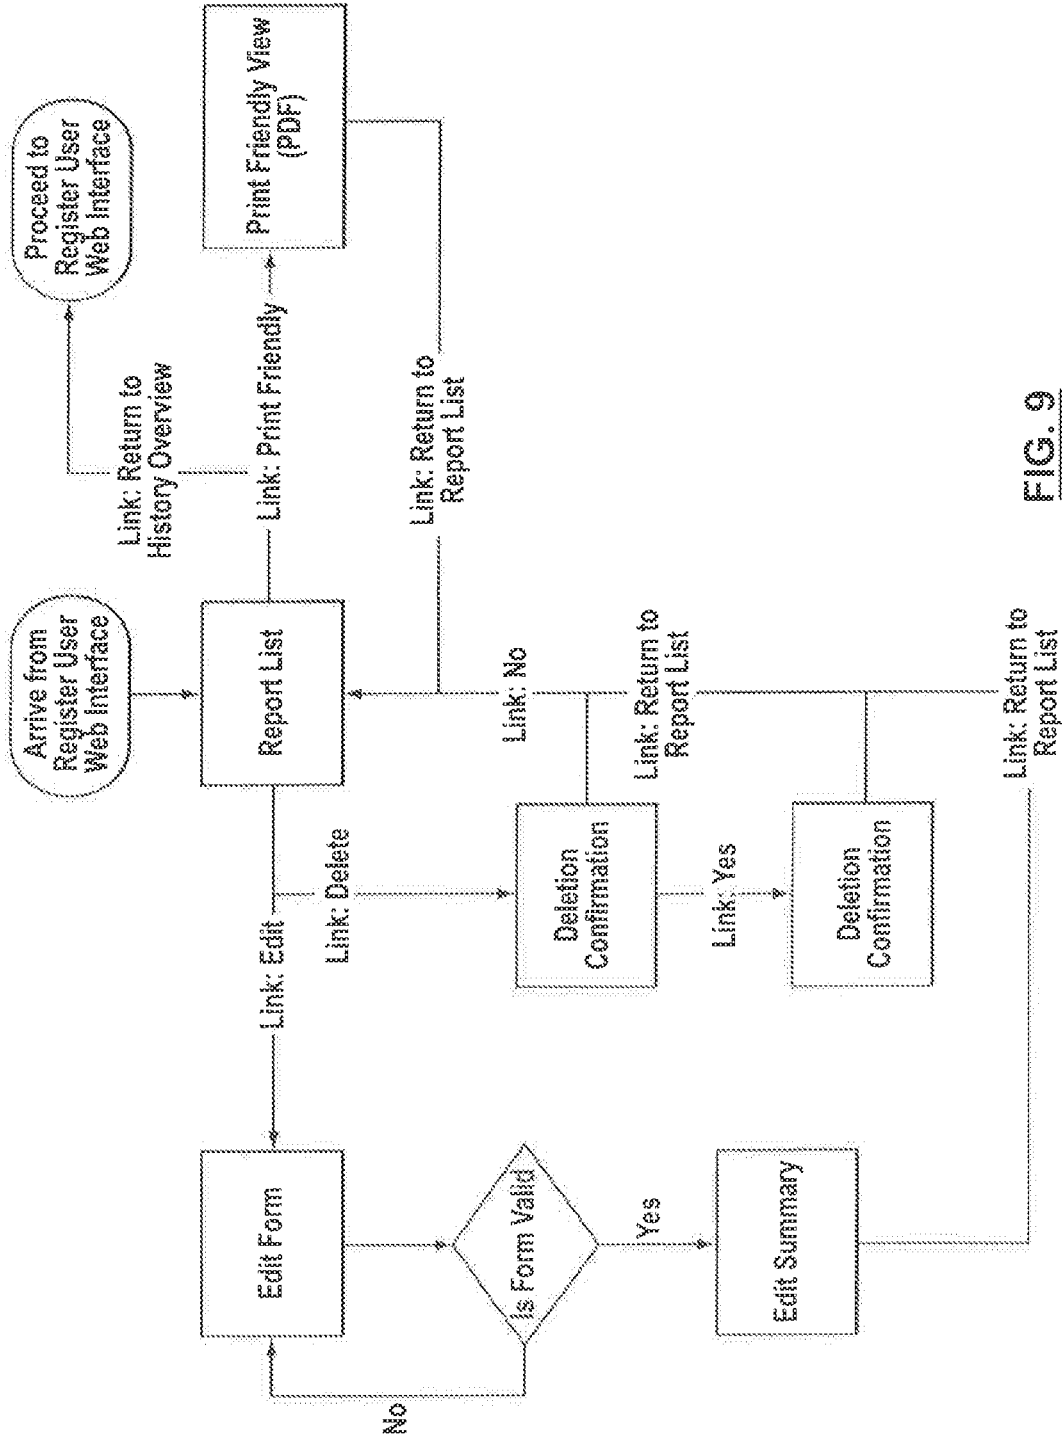 Arrive from
Register User
Web Interface
Proceed to
Register User
Web Interface
Link: Return to
History Overview
Edit Form
Link: Edit
Report List
Link: Print Friendly
Print Friendly View
(PDF)
Link: Delete
No
Link: Return to
Report List
Is Form Valid
Deletion
Confirmation
Link: No
Yes
Link: Yes
Link: Return to
Report List
Edit Summary
Deletion
Confirmation
Link: Return to
Report List
FIG. 9